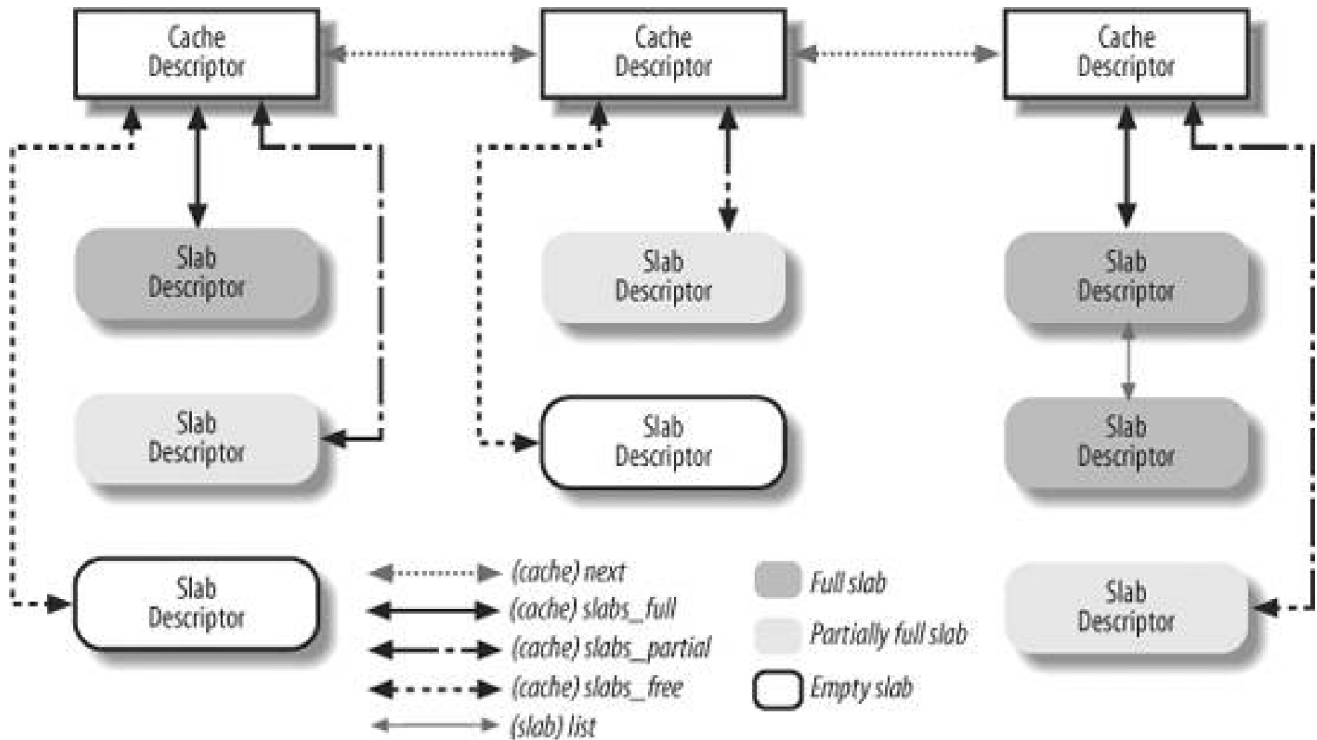 Cache
Descriptor
Cache
Descriptor
Cache
Descriptor
Slab
Descriptor
Slab
Descriptor
Slab
Descriptor
Slab
Descriptor
Slab
Descriptor
Slab
Descriptor
Slab
Descriptor
Slab
Descriptor
(cache) next
(cache) slabs_full
(cache) slabs_partial
(cache) slabs_free
(slab) list
Full slab
Partially full slab
Empty slab